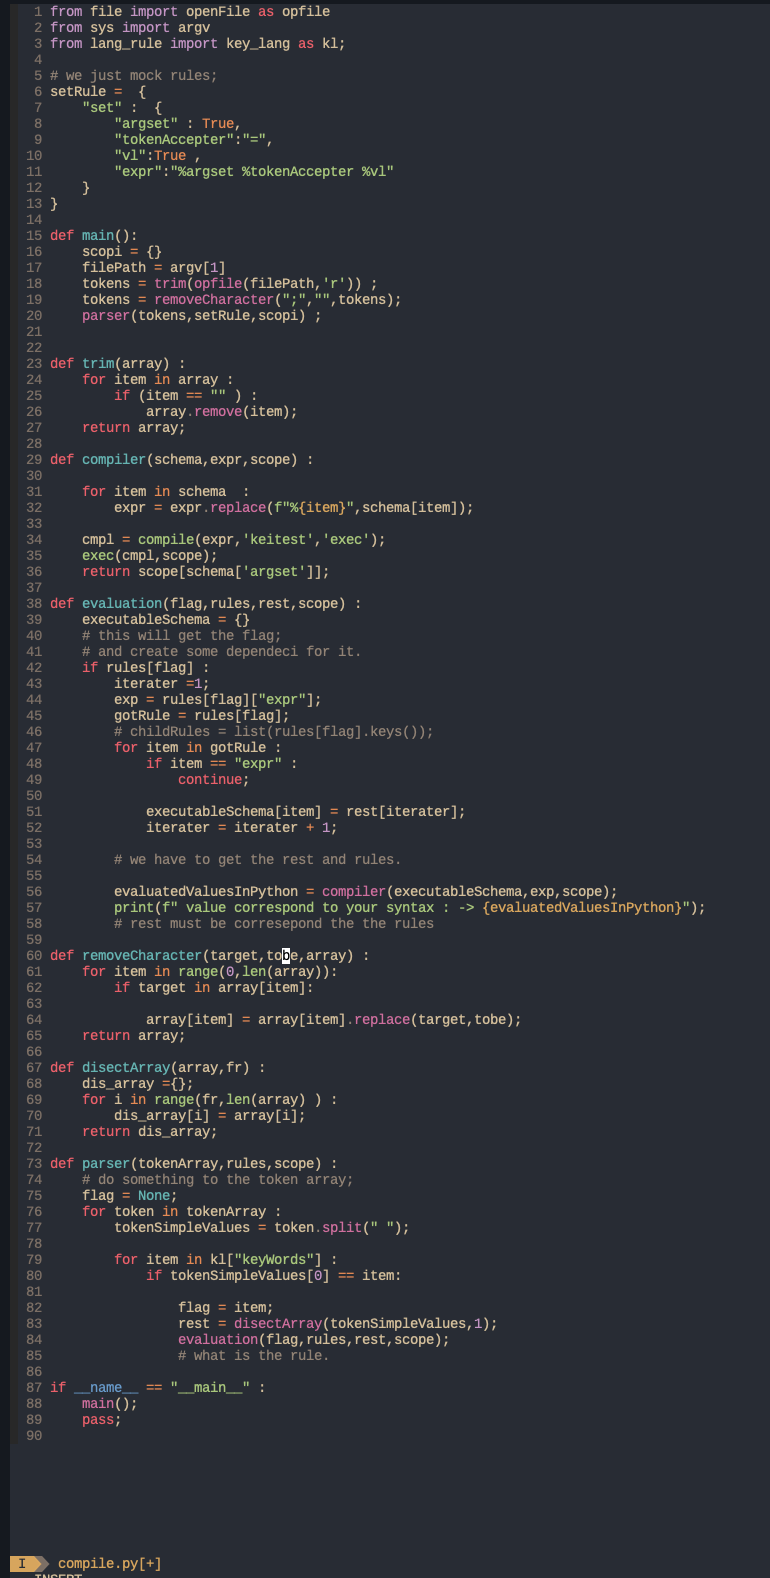 1 from file import openFile as opfile
2 from sys import argv
3 from lang_rule import key_lang as kl;
4
5 # we just mock rules;
6 setRule =  {
7     "set" :  {
8         "argset" : True,
9         "tokenAccepter":"=",
10         "vl":True ,
11         "expr":"%argset %tokenAccepter %vl"
12     }
13 }
14
15 def main():
16     scopi = {}
17     filePath = argv[1]
18     tokens = trim(opfile(filePath,'r')) ;
19     tokens = removeCharacter(";","",tokens);
20     parser(tokens,setRule,scopi) ;
21
22
23 def trim(array) :
24     for item in array :
25         if (item == "" ) :
26             array.remove(item);
27     return array;
28
29 def compiler(schema,expr,scope) :
30
31     for item in schema  :
32         expr = expr.replace(f"%{item}",schema[item]);
33
34     cmpl = compile(expr,'keitest','exec');
35     exec(cmpl,scope);
36     return scope[schema['argset']];
37
38 def evaluation(flag,rules,rest,scope) :
39     executableSchema = {}
40     # this will get the flag;
41     # and create some dependeci for it.
42     if rules[flag] :
43         iterater =1;
44         exp = rules[flag]["expr"];
45         gotRule = rules[flag];
46         # childRules = list(rules[flag].keys());
47         for item in gotRule :
48             if item == "expr" :
49                 continue;
50
51             executableSchema[item] = rest[iterater];
52             iterater = iterater + 1;
53
54         # we have to get the rest and rules.
55
56         evaluatedValuesInPython = compiler(executableSchema,exp,scope);
57         print(f" value correspond to your syntax : -> {evaluatedValuesInPython}");
58         # rest must be corresepond the the rules
59
60 def removeCharacter(target,tobe,array) :
61     for item in range(0,len(array)):
62         if target in array[item]:
63
64             array[item] = array[item].replace(target,tobe);
65     return array;
66
67 def disectArray(array,fr) :
68     dis_array ={};
69     for i in range(fr,len(array) ) :
70         dis_array[i] = array[i];
71     return dis_array;
72
73 def parser(tokenArray,rules,scope) :
74     # do something to the token array;
75     flag = None;
76     for token in tokenArray :
77         tokenSimpleValues = token.split(" ");
78
79         for item in kl["keyWords"] :
80             if tokenSimpleValues[0] == item:
81
82                 flag = item;
83                 rest = disectArray(tokenSimpleValues,1);
84                 evaluation(flag,rules,rest,scope);
85                 # what is the rule.
86
87 if __name__ == "__main__" :
88     main();
89     pass;
90
I compile.py[+]
INSERT